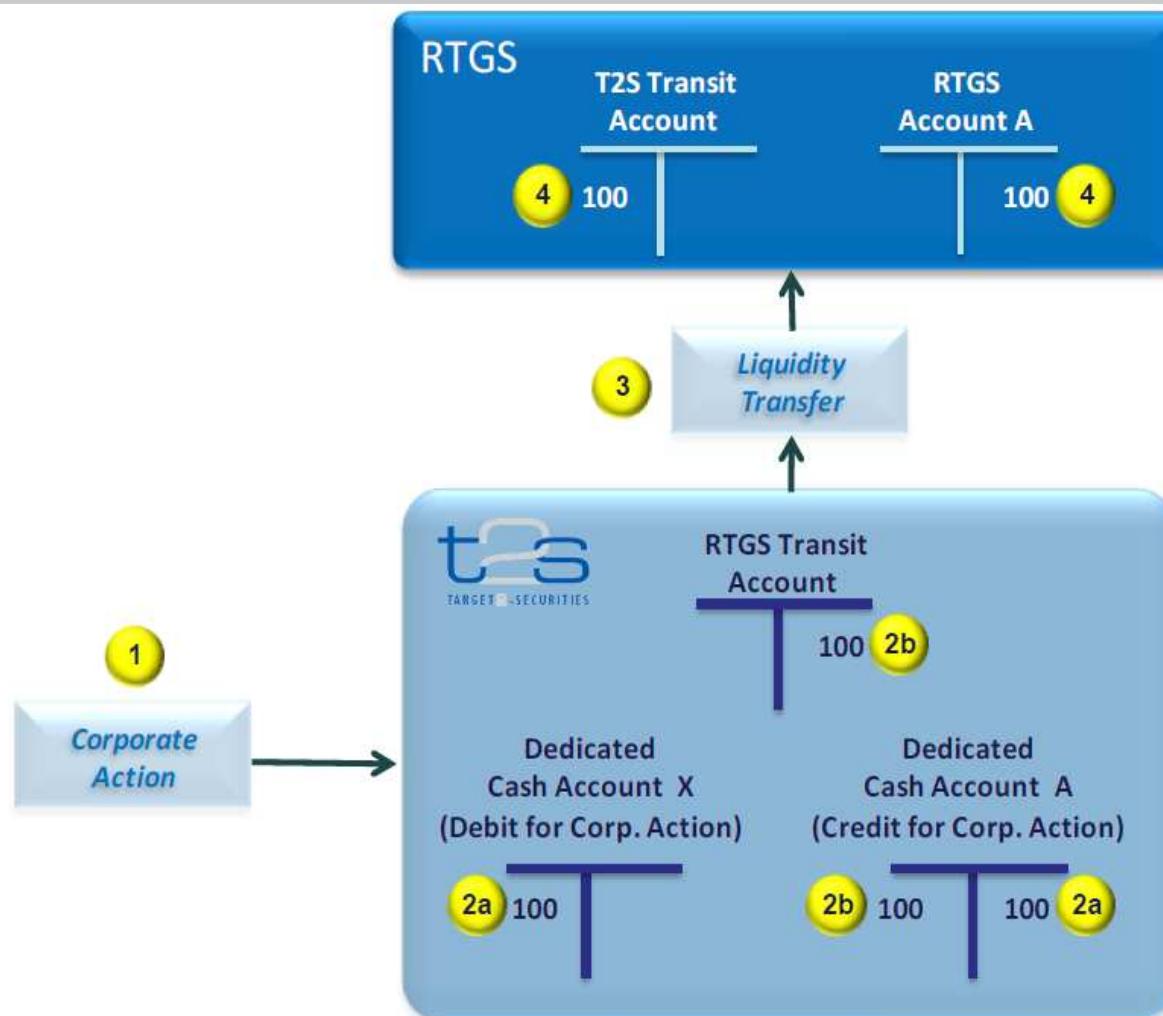 RTGS
T2S Transit
Account
RTGS
Account A
4
100
100
4
Liquidity
Transfer
3
t2s
TARGET2-SECURITIES
RTGS Transit
Account
100
2b
1
Corporate
Action
Dedicated
Cash Account X
(Debit for Corp. Action)
Dedicated
Cash Account A
(Credit for Corp. Action)
2a
100
2b
100
100
2a